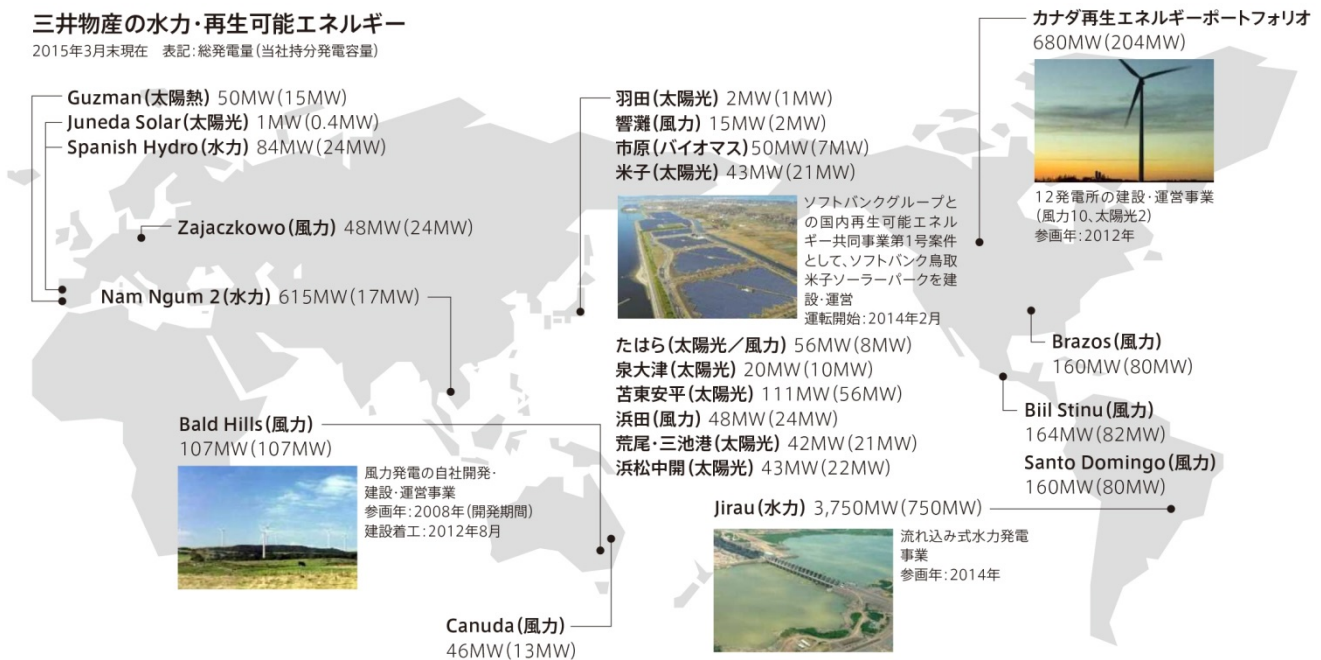 三井物産の水力・再生可能エネルギー
2015年3月末現在　表記：総発電量（当社持分発電容量）
Guzman（太陽熱） 50MW（15MW）
Juneda Solar（太陽光） 1MW（0.4MW）
Spanish Hydro（水力） 84MW（24MW）
Zajaczkowo（風力） 48MW（24MW）
Nam Ngum 2（水力） 615MW（17MW）
Bald Hills（風力）
107MW（107MW）
風力発電の自社開発・
建設・運営事業
参画年：2008年（開発期間）
建設着工：2012年8月
Canuda（風力）
46MW（13MW）
羽田（太陽光） 2MW（1MW）
響灘（風力） 15MW（2MW）
市原（バイオマス）50MW（7MW）
米子（太陽光） 43MW（21MW）
ソフトバンクグループと
の国内再生可能エネル
ギー共同事業第1号案件
として、ソフトバンク鳥取
米子ソーラーパークを建
設・運営
運転開始：2014年2月
たはら（太陽光／風力） 56MW（8MW）
泉大津（太陽光） 20MW（10MW）
苫東安平（太陽光） 111MW（56MW）
浜田（風力） 48MW（24MW）
荒尾・三池港（太陽光） 42MW（21MW）
浜松中開（太陽光） 43MW（22MW）
Jirau（水力） 3,750MW（750MW）
流れ込み式水力発電
事業
参画年：2014年
カナダ再生エネルギーポートフォリオ
680MW（204MW）
12発電所の建設・運営事業
（風力10、太陽光2）
参画年：2012年
Brazos（風力）
160MW（80MW）
Biil Stinu（風力）
164MW（82MW）
Santo Domingo（風力）
160MW（80MW）